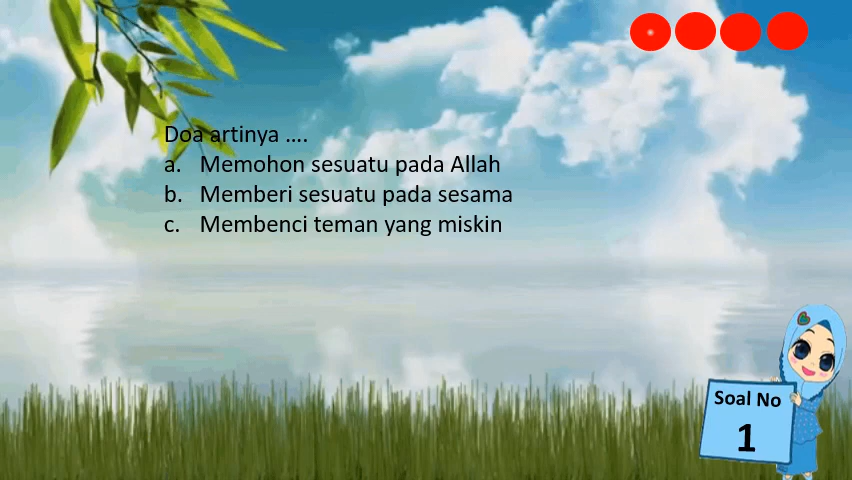 Doa artinya ....
a. Memohon sesuatu pada Allah
b. Memberi sesuatu pada sesama
c. Membenci teman yang miskin
Soal No
1